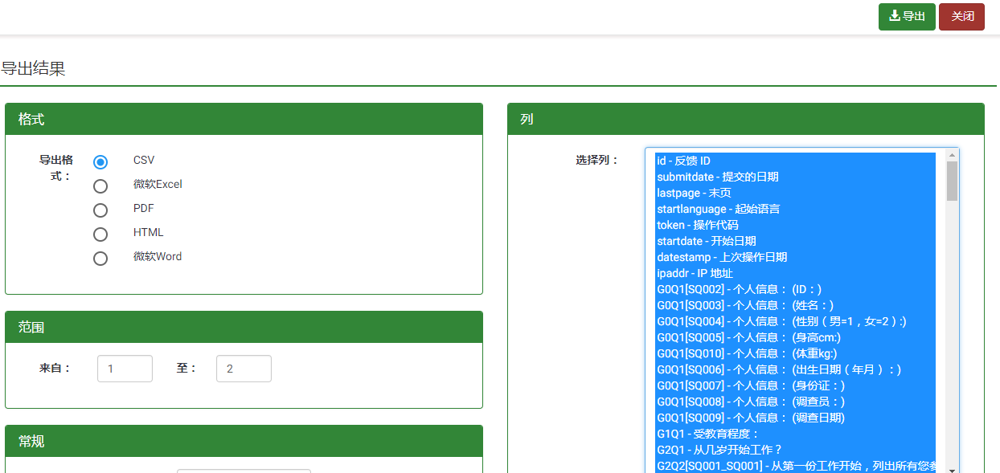 导出 关闭
导出结果
格式
导出格式：
CSV
微软Excel
PDF
HTML
微软Word
范围
来自： 1 至： 2
常规
列
选择列：
id - 反馈 ID
submitdate - 提交的日期
lastpage - 末页
startlanguage - 起始语言
token - 操作代码
startdate - 开始日期
datestamp - 上次操作日期
ipaddr - IP 地址
G0Q1[SQ002] - 个人信息： (ID：)
G0Q1[SQ003] - 个人信息： (姓名：)
G0Q1[SQ004] - 个人信息： (性别（男=1，女=2）:)
G0Q1[SQ005] - 个人信息： (身高cm:)
G0Q1[SQ010] - 个人信息： (体重kg:)
G0Q1[SQ006] - 个人信息： (出生日期（年月）：)
G0Q1[SQ007] - 个人信息： (身份证：)
G0Q1[SQ008] - 个人信息： (调查员：)
G0Q1[SQ009] - 个人信息： (调查日期)
G1Q1 - 受教育程度：
G2Q1 - 从几岁开始工作？
G2Q2[SQ001_SQ001] - 从第一份工作开始，列出所有您参